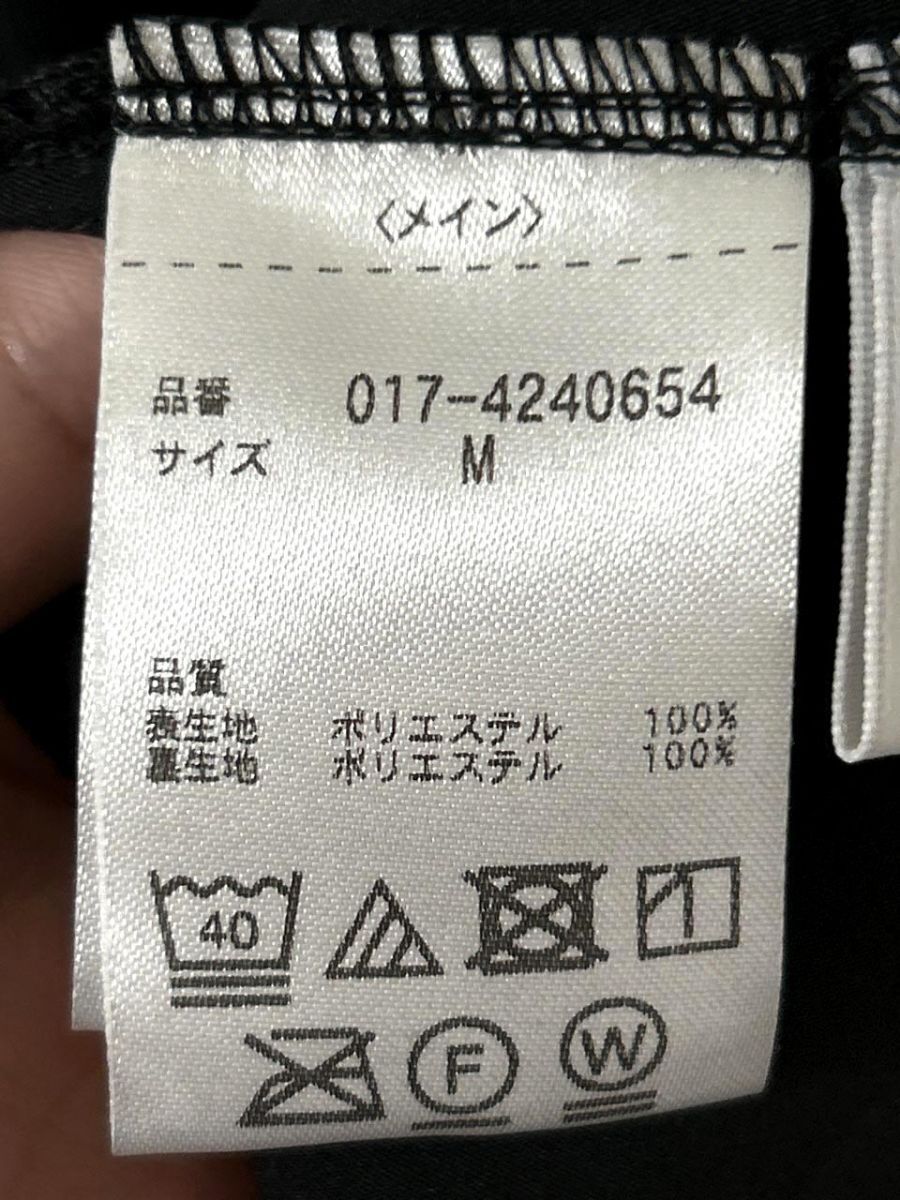 〈メイン〉
品番 017-4240654
サイズ M
品質
表生地 ポリエステル 100%
裏生地 ポリエステル 100%
40
F
W